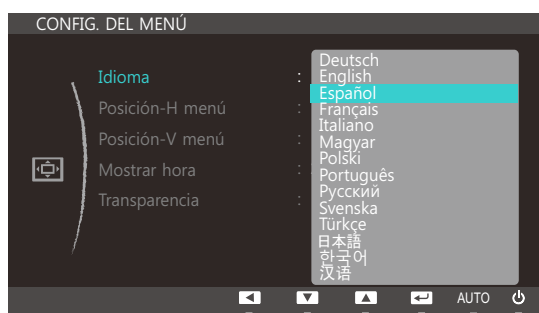 CONFIG. DEL MENÚ
Idioma :
Posición-H menú :
Posición-V menú :
Mostrar hora :
Transparencia :
Deutsch
English
Español
Français
Italiano
Magyar
Polski
Português
Русский
Svenska
Türkçe
日本語
한국어
汉语
AUTO